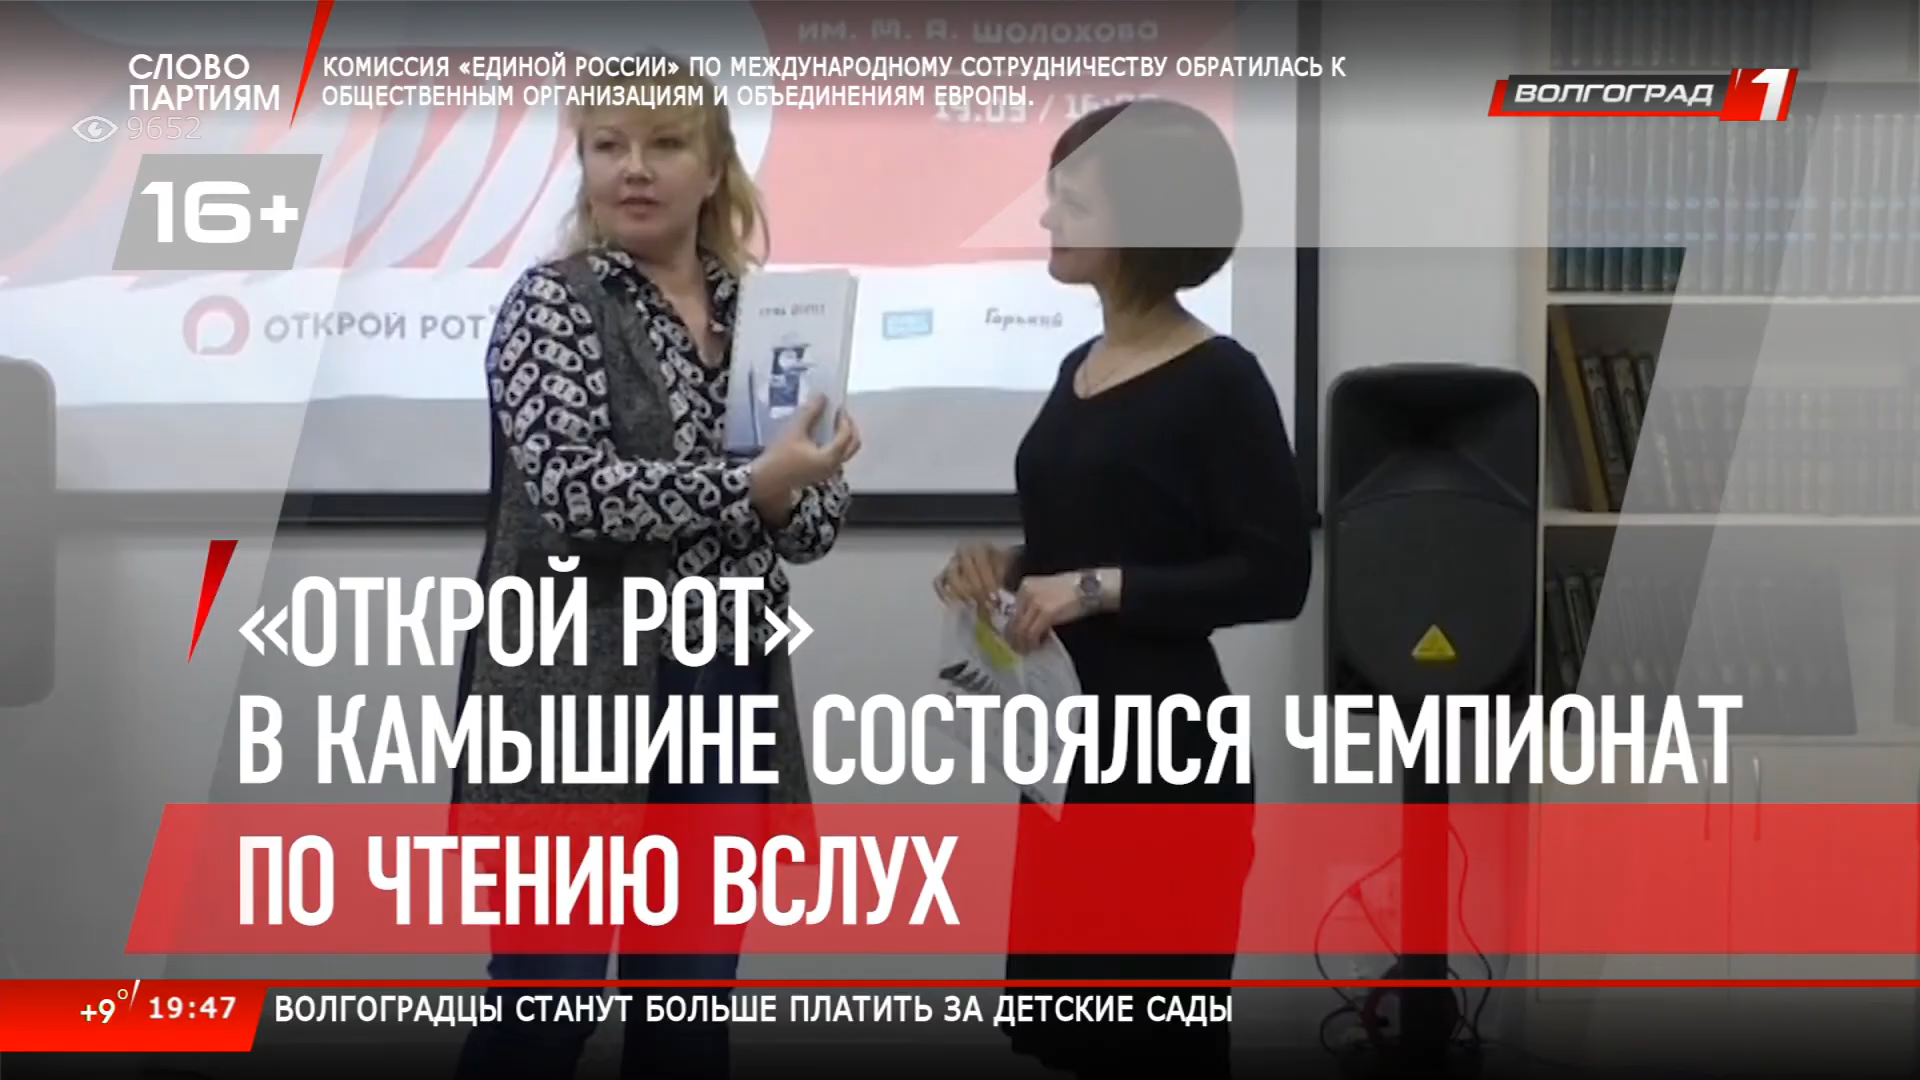 им. М. А. Шолохова
СЛОВО
ПАРТИЯМ
КОМИССИЯ «ЕДИНОЙ РОССИИ» ПО МЕЖДУНАРОДНОМУ СОТРУДНИЧЕСТВУ ОБРАТИЛАСЬ К
ОБЩЕСТВЕННЫМ ОРГАНИЗАЦИЯМ И ОБЪЕДИНЕНИЯМ ЕВРОПЫ.
ВОЛГОГРАД 1
9652
16+
ОТКРОЙ РОТ
Горький
«ОТКРОЙ РОТ»
В КАМЫШИНЕ СОСТОЯЛСЯ ЧЕМПИОНАТ
ПО ЧТЕНИЮ ВСЛУХ
+9° 19:47 ВОЛГОГРАДЦЫ СТАНУТ БОЛЬШЕ ПЛАТИТЬ ЗА ДЕТСКИЕ САДЫ